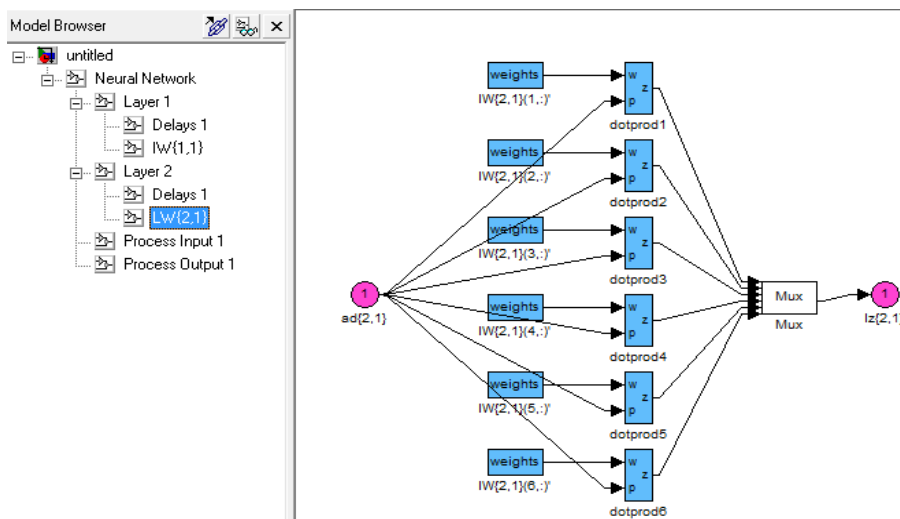 Model Browser
untitled
Neural Network
Layer 1
Delays 1
IW{1,1}
Layer 2
Delays 1
LW{2,1}
Process Input 1
Process Output 1
1
ad{2,1}
weights
IW{2,1}(1,:)'
w
p
z
dotprod1
weights
IW{2,1}(2,:)'
w
p
z
dotprod2
weights
IW{2,1}(3,:)'
w
p
z
dotprod3
weights
IW{2,1}(4,:)'
w
p
z
dotprod4
weights
IW{2,1}(5,:)'
w
p
z
dotprod5
weights
IW{2,1}(6,:)'
w
p
z
dotprod6
Mux
Mux
1
lz{2,1}